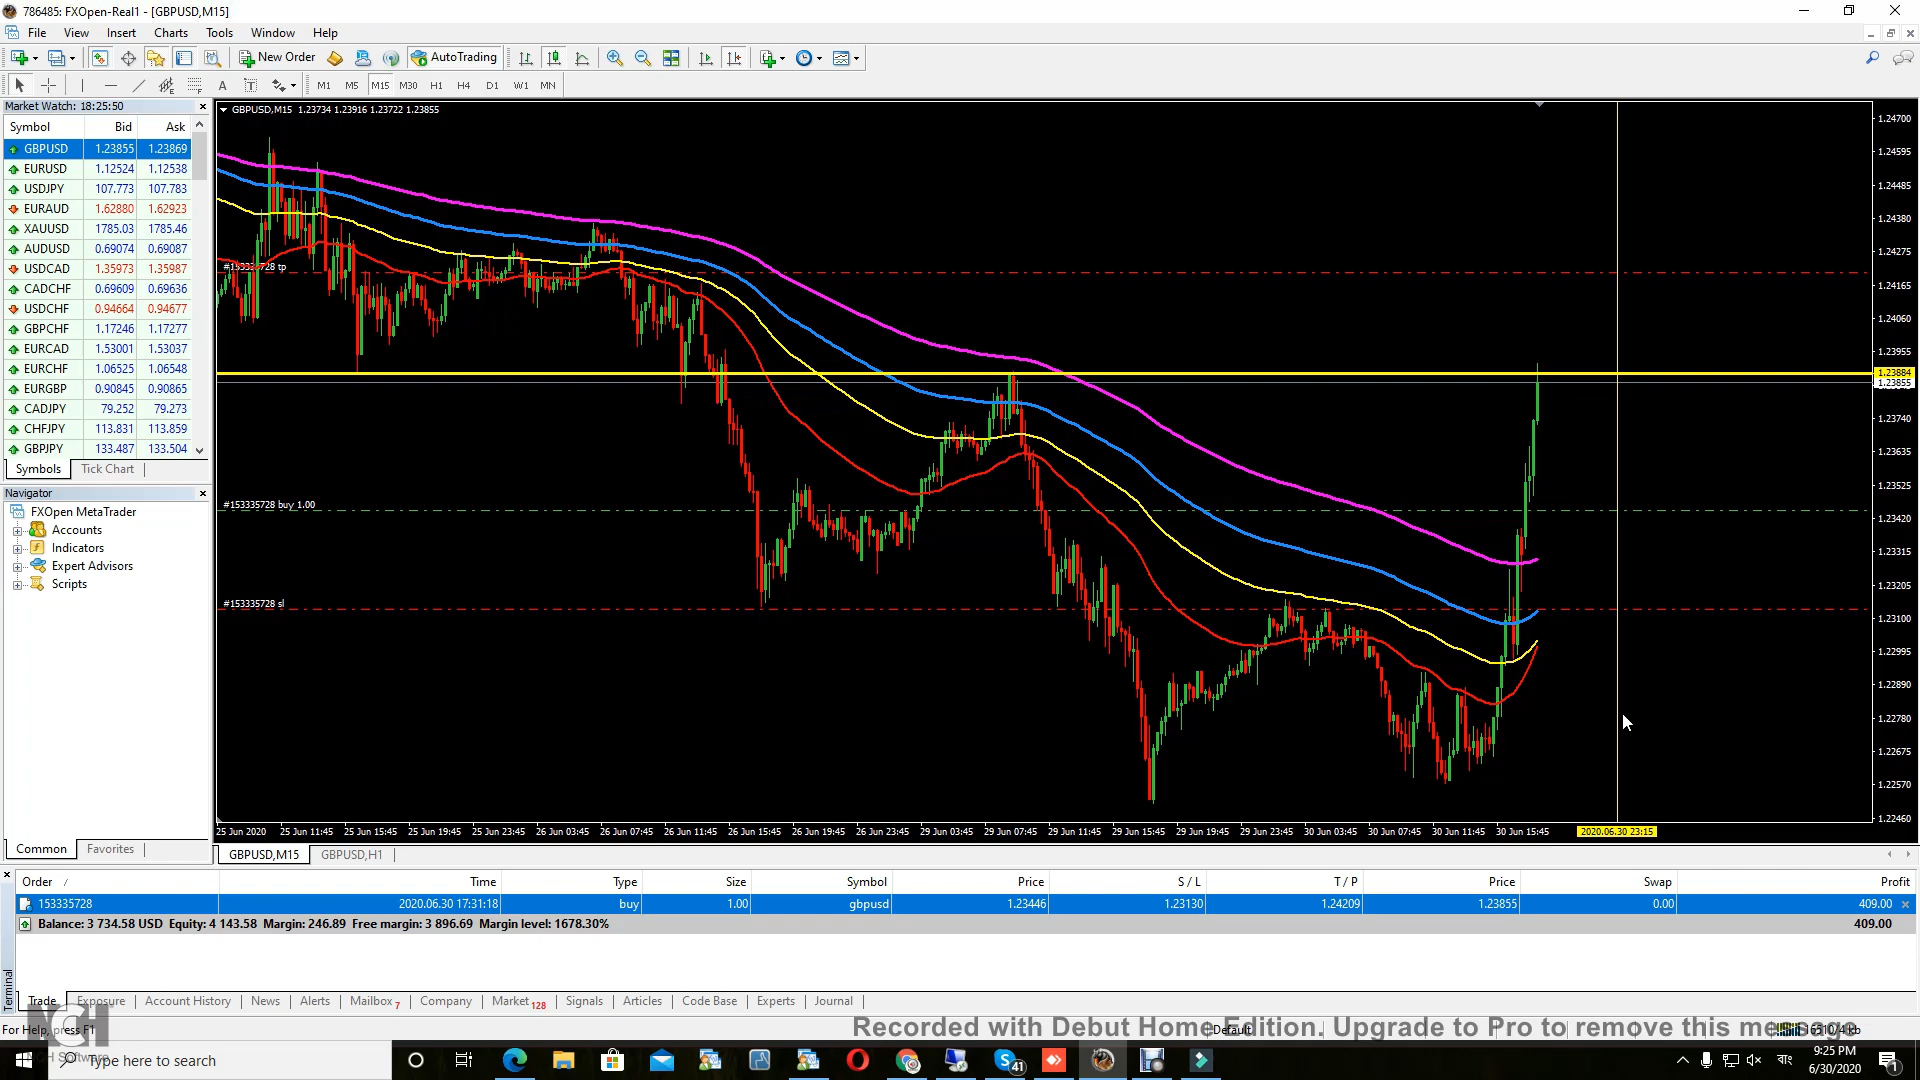 786485: FXOpen-Real1 - [GBPUSD,M15]
File View Insert Charts Tools Window Help
New Order AutoTrading
A T M1 M5 M15 M30 H1 H4 D1 W1 MN
Market Watch: 18:25:50
Symbol Bid Ask
GBPUSD 1.23855 1.23869
EURUSD 1.12524 1.12538
USDJPY 107.773 107.783
EURAUD 1.62880 1.62923
XAUUSD 1785.03 1785.46
AUDUSD 0.69074 0.69087
USDCAD 1.35973 1.35987
CADCHF 0.69609 0.69636
USDCHF 0.94664 0.94677
GBPCHF 1.17246 1.17277
EURCAD 1.53001 1.53037
EURCHF 1.06525 1.06548
EURGBP 0.90845 0.90865
CADJPY 79.252 79.273
CHFJPY 113.831 113.859
GBPJPY 133.487 133.504
Symbols Tick Chart
Navigator
FXOpen MetaTrader
Accounts
Indicators
Expert Advisors
Scripts
Common Favorites
GBPUSD,M15 1.23734 1.23916 1.23722 1.23855
#153335728 tp
#153335728 buy 1.00
#153335728 sl
1.24700
1.24595
1.24485
1.24380
1.24275
1.24165
1.24060
1.23955
1.23884
1.23855
1.23740
1.23635
1.23525
1.23420
1.23315
1.23205
1.23100
1.22995
1.22890
1.22780
1.22675
1.22570
1.22460
25 Jun 2020 25 Jun 11:45 25 Jun 15:45 25 Jun 19:45 26 Jun 03:45 26 Jun 07:45 26 Jun 11:45 26 Jun 15:45 26 Jun 19:45 26 Jun 23:45 29 Jun 03:45 29 Jun 07:45 29 Jun 11:45 29 Jun 15:45 29 Jun 19:45 29 Jun 23:45 30 Jun 03:45 30 Jun 07:45 30 Jun 11:45 30 Jun 15:45 2020.06.30 23:15
GBPUSD,M15 GBPUSD,H1
Order / Time Type Size Symbol Price S / L T / P Price Swap Profit
153335728 2020.06.30 17:31:18 buy 1.00 gbpusd 1.23446 1.23130 1.24209 1.23855 0.00 409.00
Balance: 3 734.58 USD Equity: 4 143.58 Margin: 246.89 Free margin: 3 896.69 Margin level: 1678.30% 409.00
Terminal
Trade Exposure Account History News Alerts Mailbox 7 Company Market 128 Signals Articles Code Base Experts Journal
For Help, press F1 Default
NCH
NCH Software
Recorded with Debut Home Edition. Upgrade to Pro to remove this message
Type here to search
41
বাং
9:25 PM
6/30/2020
1